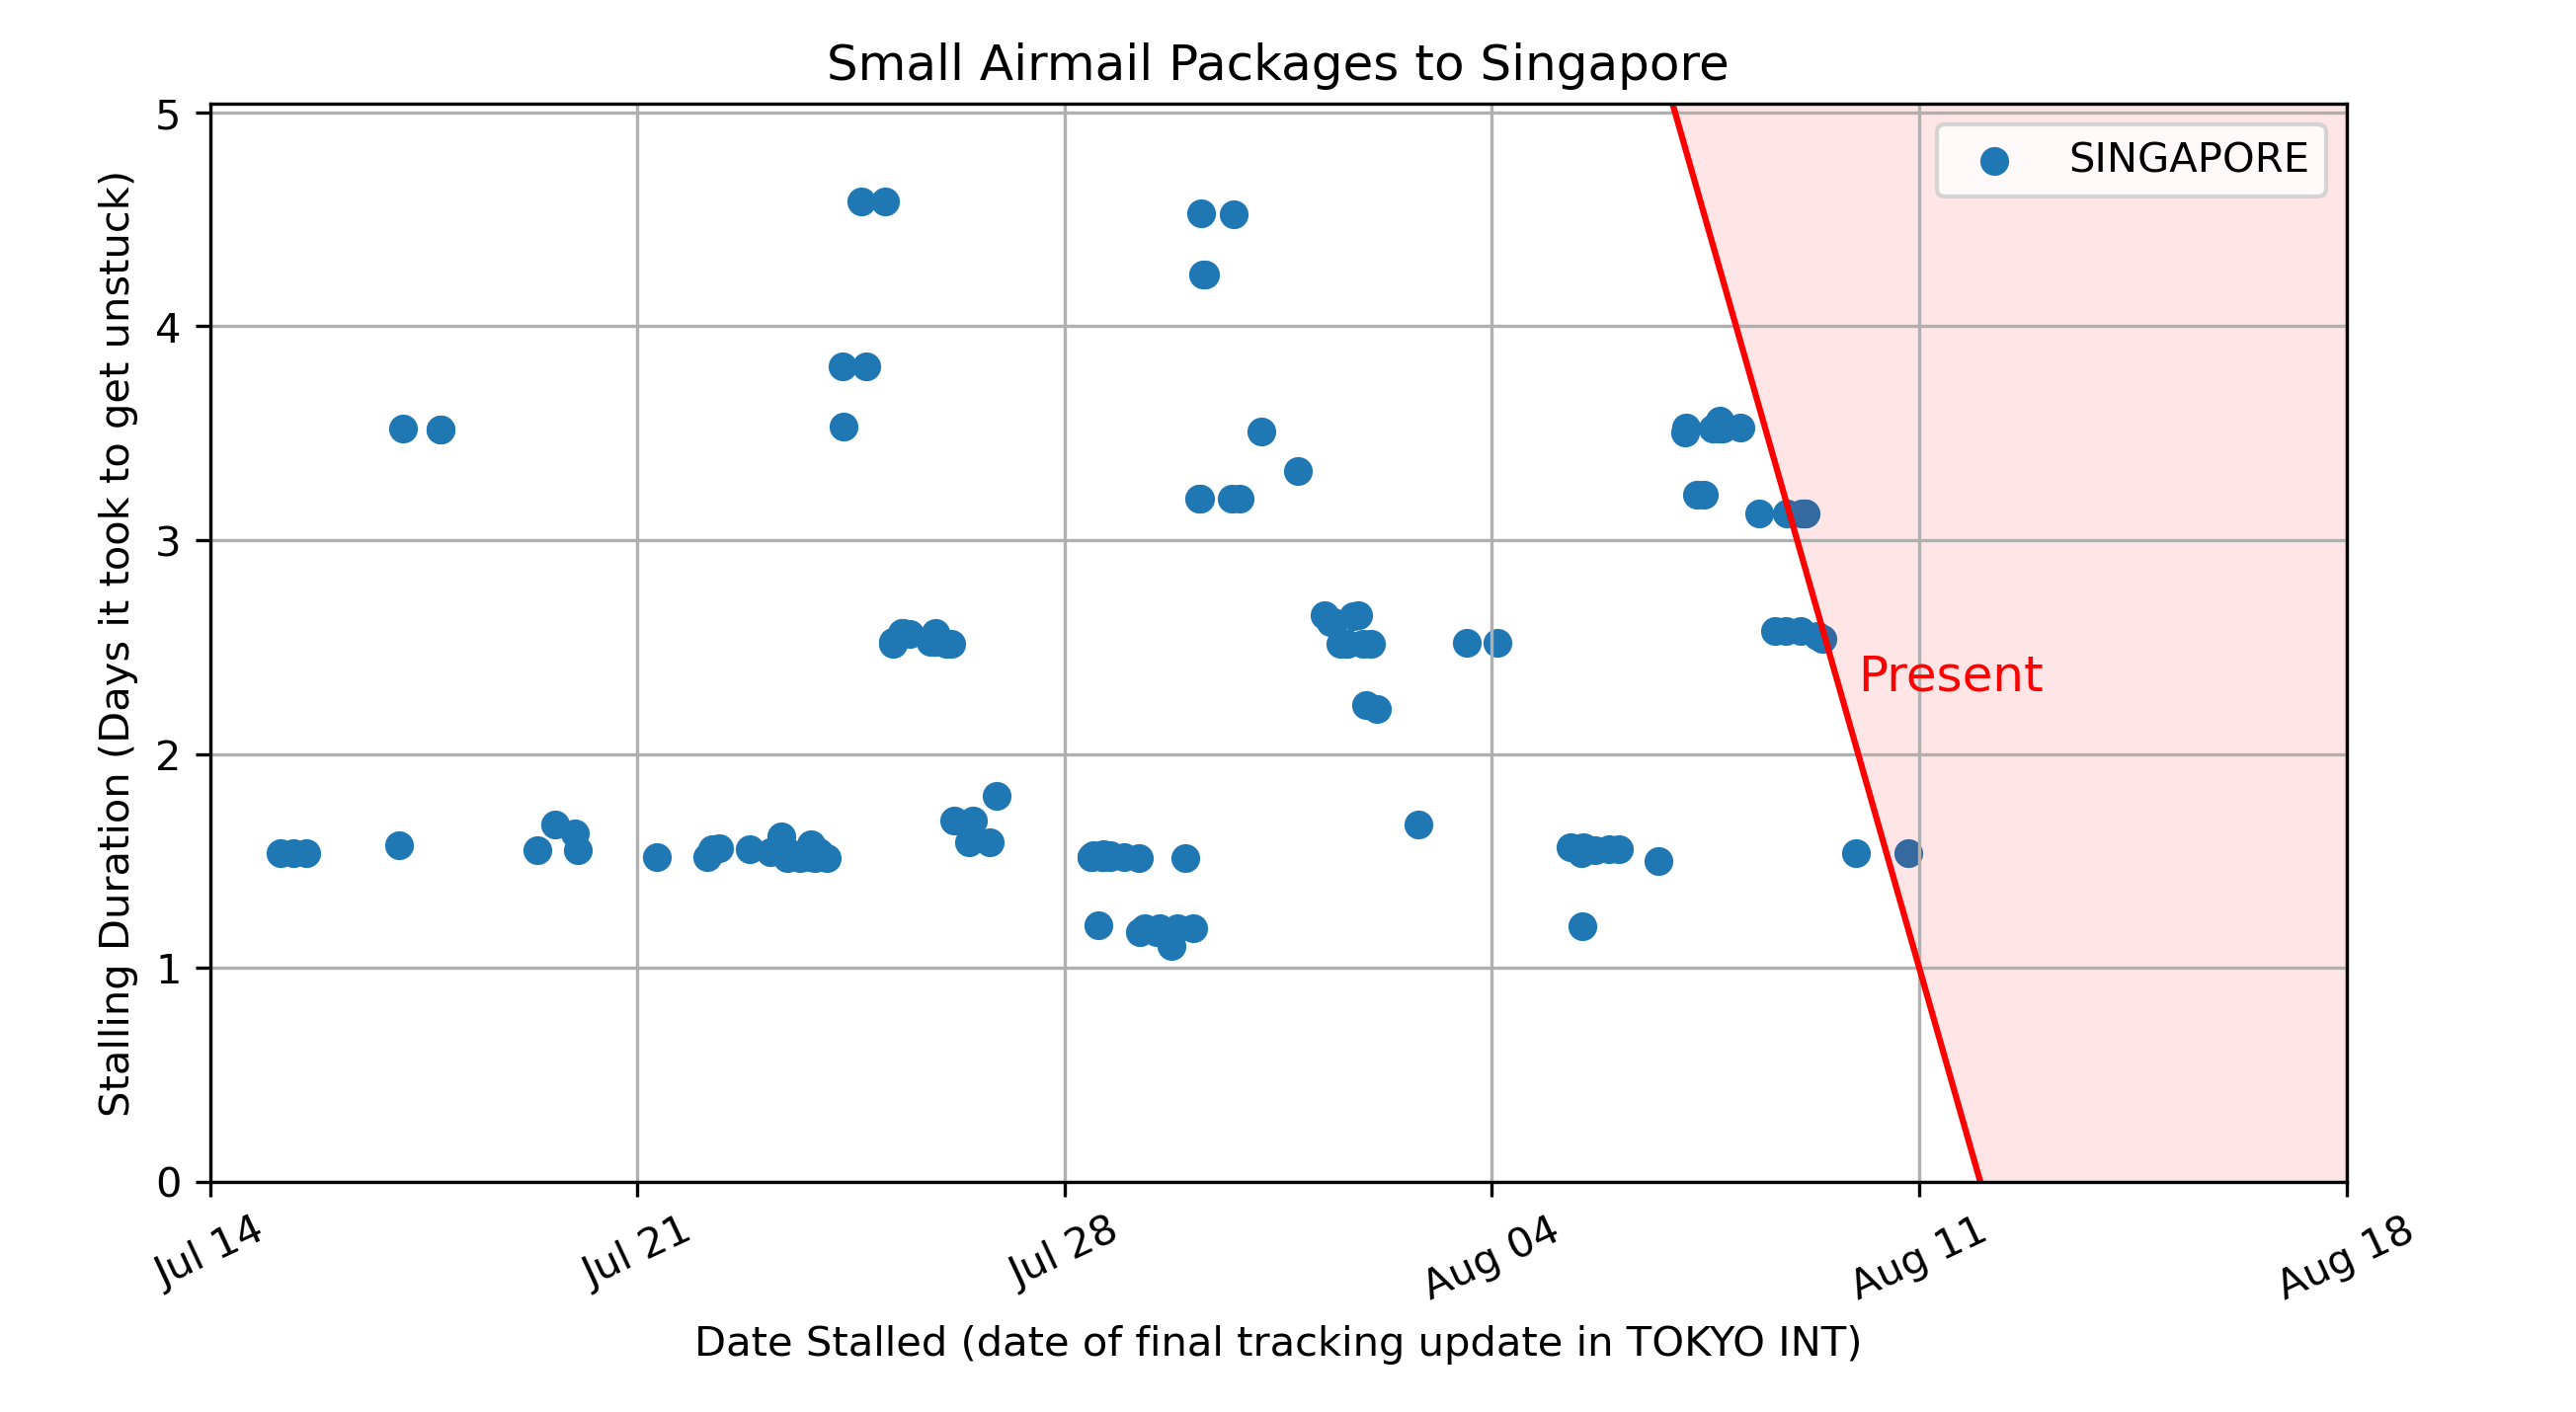 Small Airmail Packages to Singapore
SINGAPORE
Stalling Duration (Days it took to get unstuck)
5
4
3
2
1
0
Present
Jul 14
Jul 21
Jul 28
Aug 04
Aug 11
Aug 18
Date Stalled (date of final tracking update in TOKYO INT)